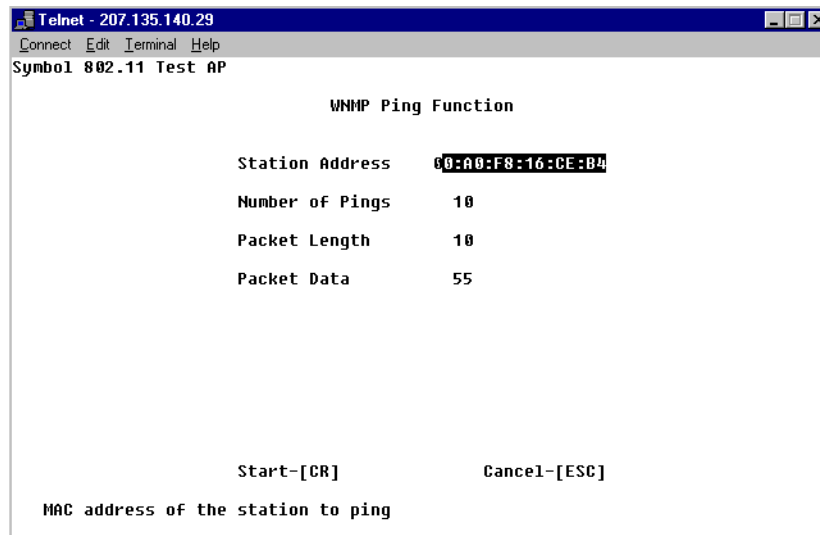 Telnet - 207.135.140.29
Connect Edit Terminal Help
Symbol 802.11 Test AP
WNMP Ping Function
Station Address 00:A0:F8:16:CE:B4
Number of Pings 10
Packet Length 10
Packet Data 55
Start-[CR] Cancel-[ESC]
MAC address of the station to ping